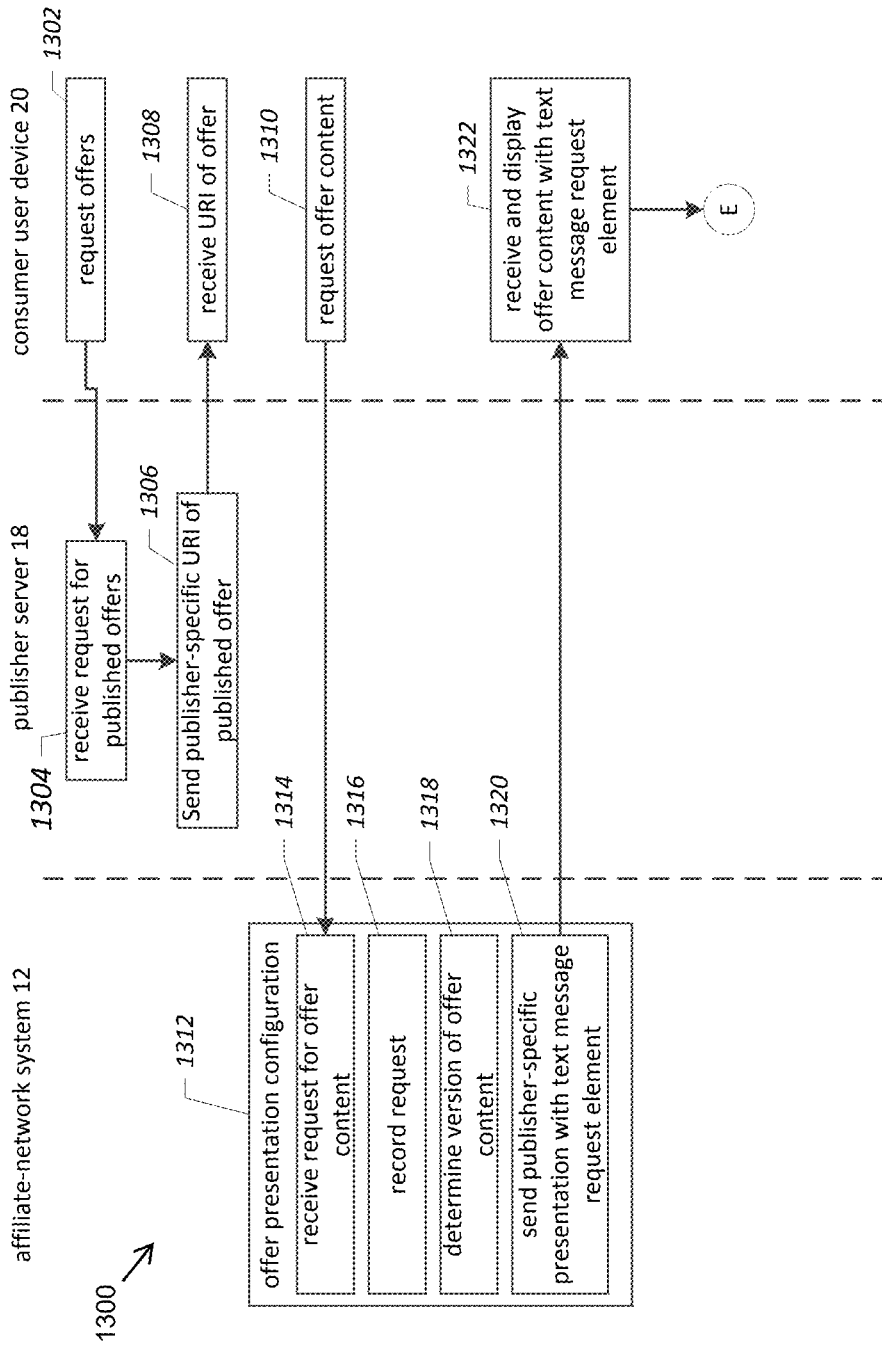 affiliate-network system 12
publisher server 18
consumer user device 20
1300
1302
request offers
1304
receive request for
published offers
1306
Send publisher-specific URI of
published offer
1308
receive URI of offer
1310
request offer content
1312
offer presentation configuration
1314
receive request for offer
content
1316
record request
1318
determine version of offer
content
1320
send publisher-specific
presentation with text message
request element
1322
receive and display
offer content with text
message request
element
E